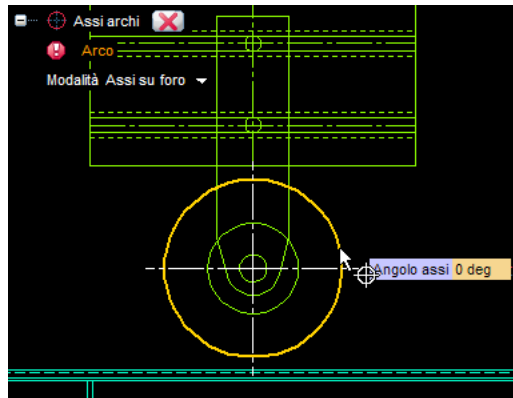 Assi archi
Arco
Modalità Assi su foro
Angolo assi 0 deg